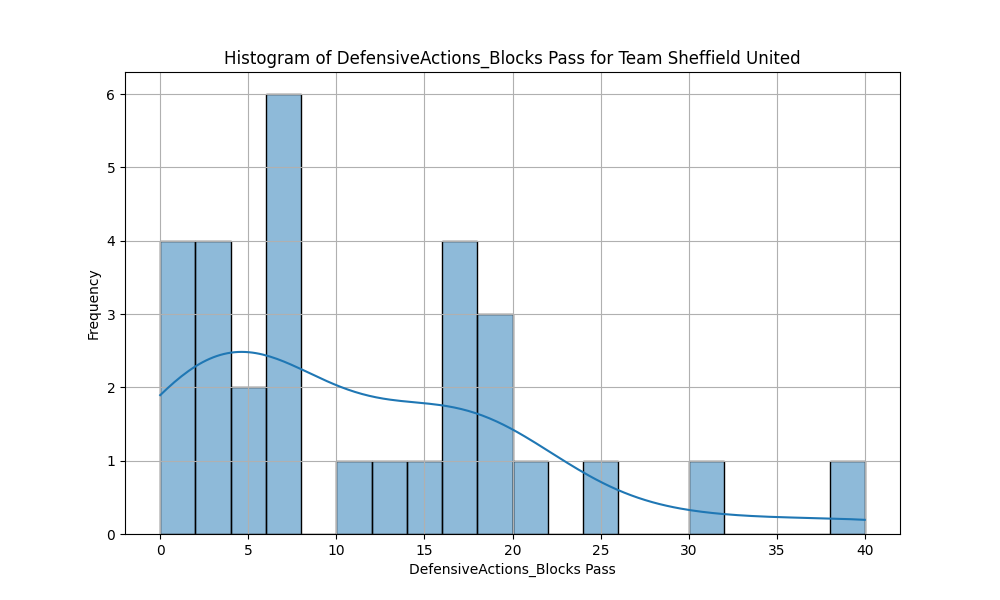 Histogram of DefensiveActions_Blocks Pass for Team Sheffield United
6
5
4
3
2
1
0
Frequency
0 5 10 15 20 25 30 35 40
DefensiveActions_Blocks Pass